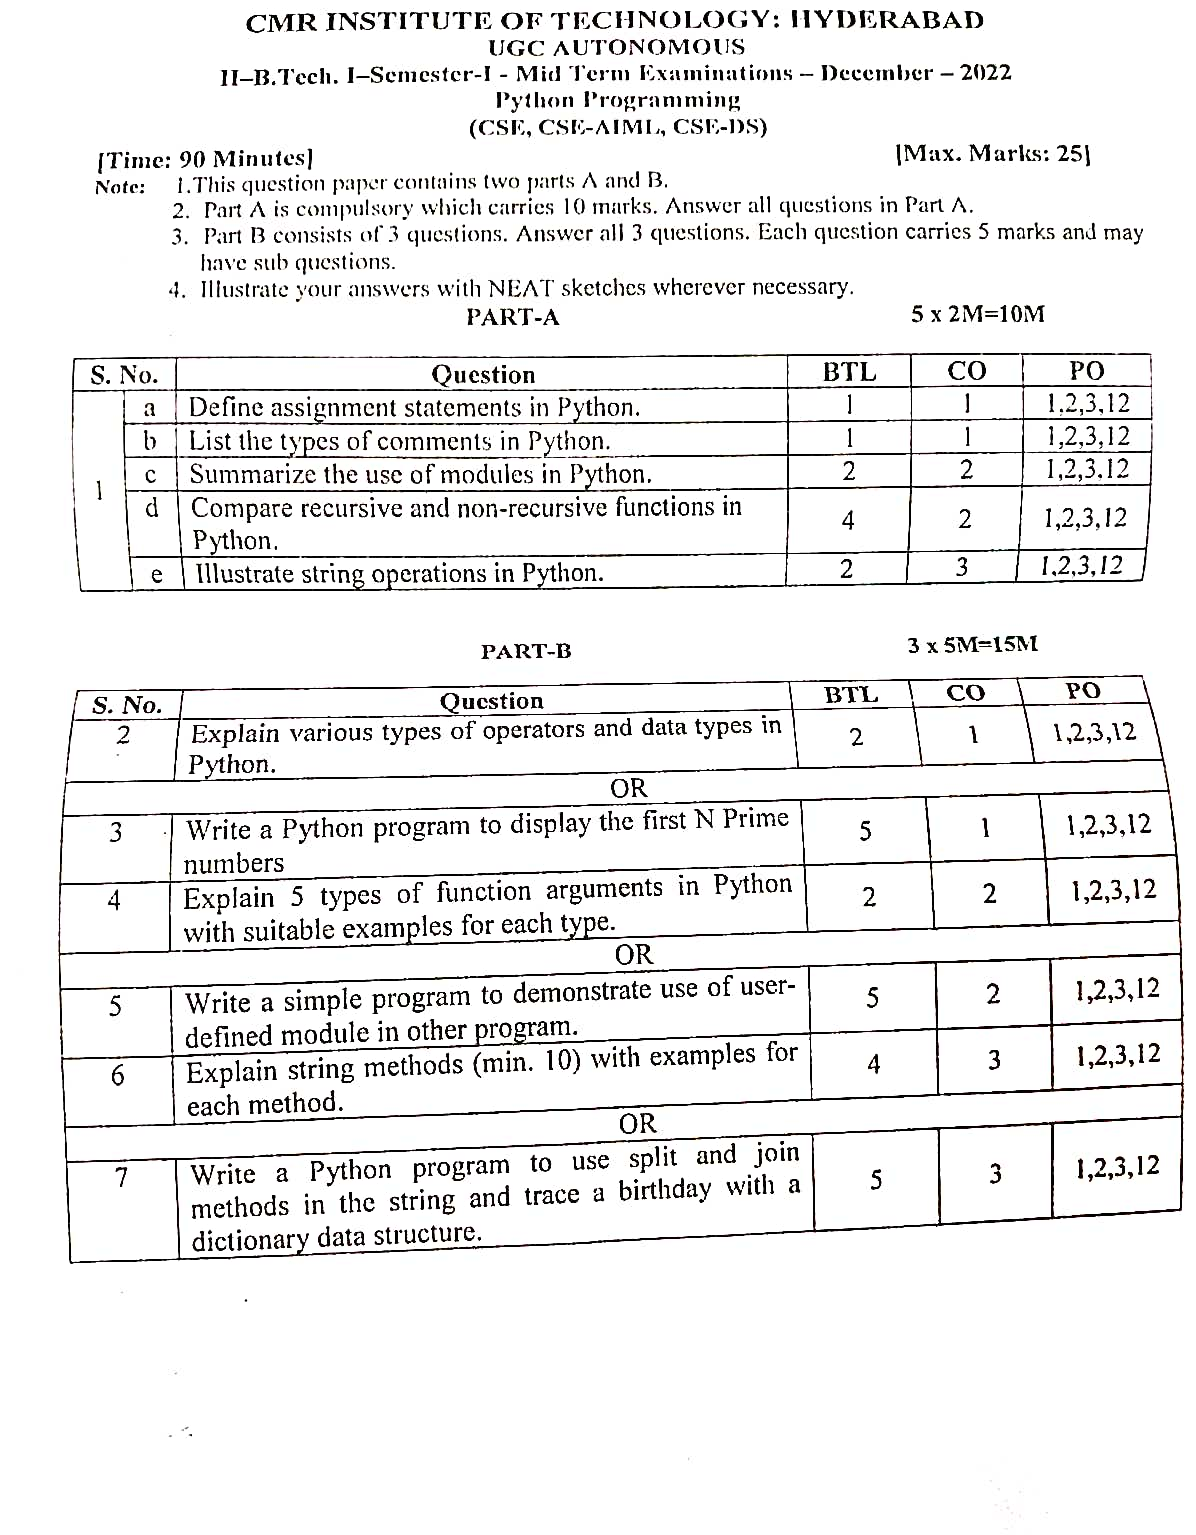 CMR INSTITUTE OF TECHNOLOGY: HYDERABAD
UGC AUTONOMOUS
II–B.Tech. I–Semester-I - Mid Term Examinations – December – 2022
Python Programming
(CSE, CSE-AIML, CSE-DS)
[Time: 90 Minutes] [Max. Marks: 25]
Note: 1.This question paper contains two parts A and B.
2. Part A is compulsory which carries 10 marks. Answer all questions in Part A.
3. Part B consists of 3 questions. Answer all 3 questions. Each question carries 5 marks and may
have sub questions.
4. Illustrate your answers with NEAT sketches wherever necessary.
PART-A 5 x 2M=10M
S. No. Question BTL CO PO
1 a Define assignment statements in Python. 1 1 1,2,3,12
b List the types of comments in Python. 1 1 1,2,3,12
c Summarize the use of modules in Python. 2 2 1,2,3,12
d Compare recursive and non-recursive functions in
Python. 4 2 1,2,3,12
e Illustrate string operations in Python. 2 3 1,2,3,12
PART-B 3 x 5M=15M
S. No. Question BTL CO PO
2 Explain various types of operators and data types in
Python. 2 1 1,2,3,12
OR
3 Write a Python program to display the first N Prime
numbers 5 1 1,2,3,12
4 Explain 5 types of function arguments in Python
with suitable examples for each type. 2 2 1,2,3,12
OR
5 Write a simple program to demonstrate use of user-
defined module in other program. 5 2 1,2,3,12
6 Explain string methods (min. 10) with examples for
each method. 4 3 1,2,3,12
OR
7 Write a Python program to use split and join
methods in the string and trace a birthday with a
dictionary data structure. 5 3 1,2,3,12